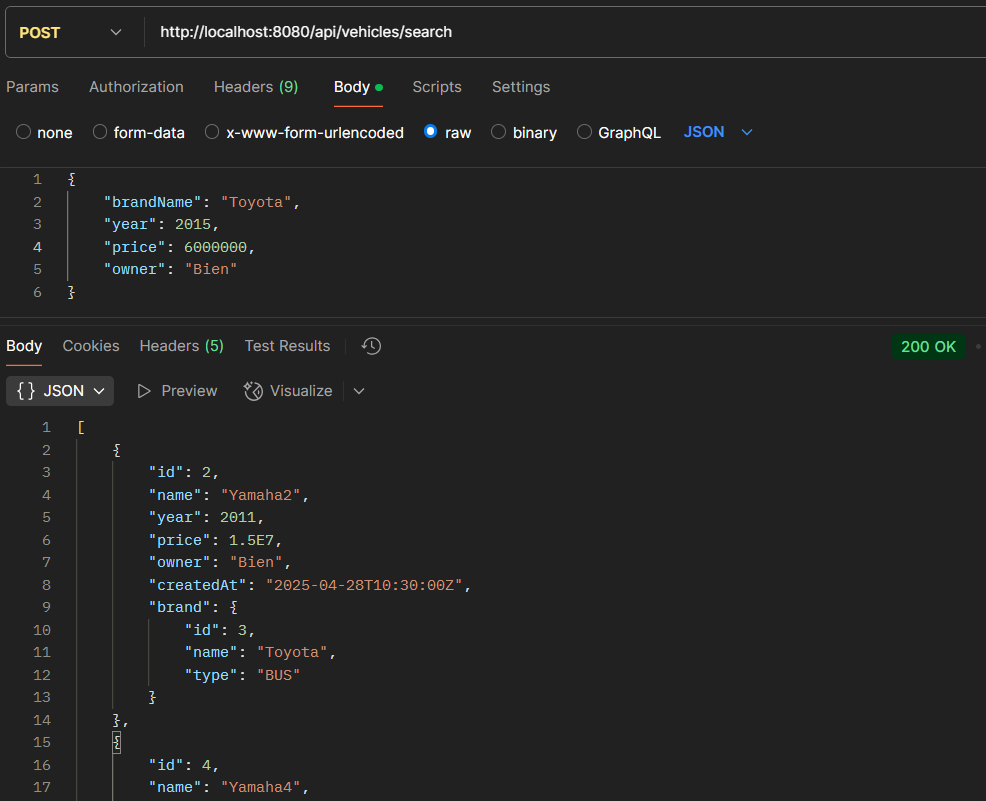 POST http://localhost:8080/api/vehicles/search
Params Authorization Headers (9) Body Scripts Settings
none form-data x-www-form-urlencoded raw binary GraphQL JSON
1 {
2 "brandName": "Toyota",
3 "year": 2015,
4 "price": 6000000,
5 "owner": "Bien"
6 }
Body Cookies Headers (5) Test Results 200 OK
{} JSON Preview Visualize
1 [
2 {
3 "id": 2,
4 "name": "Yamaha2",
5 "year": 2011,
6 "price": 1.5E7,
7 "owner": "Bien",
8 "createdAt": "2025-04-28T10:30:00Z",
9 "brand": {
10 "id": 3,
11 "name": "Toyota",
12 "type": "BUS"
13 }
14 },
15 {
16 "id": 4,
17 "name": "Yamaha4",